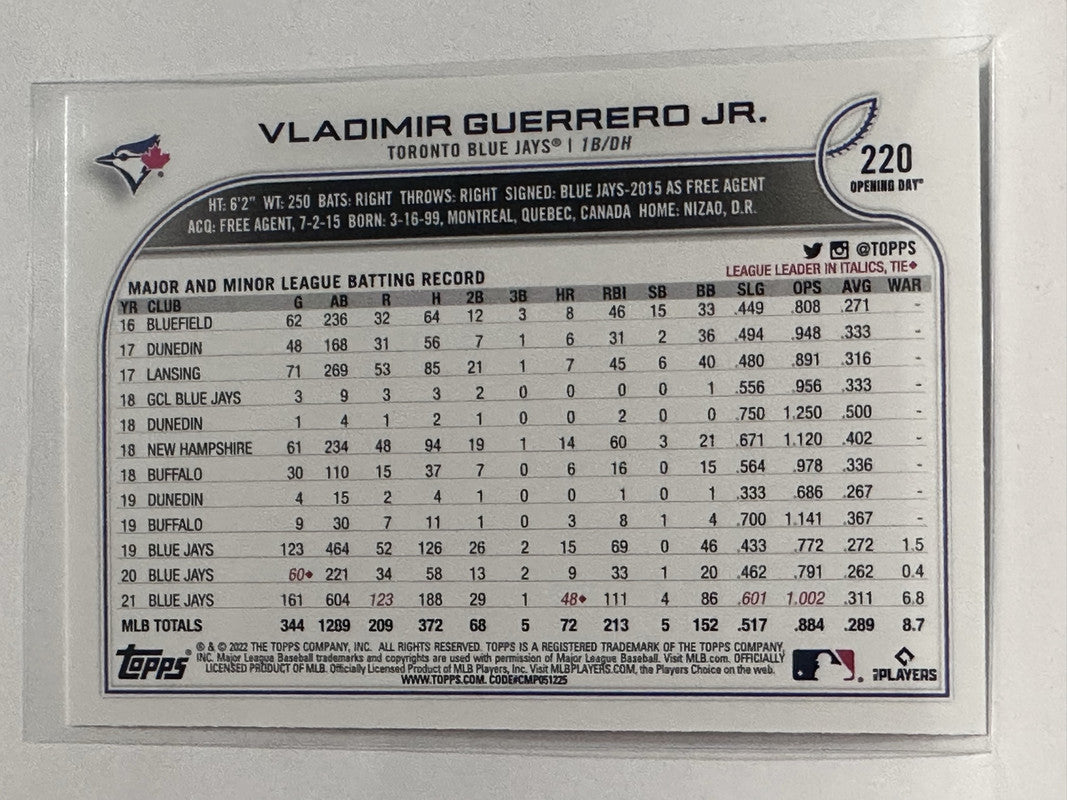 VLADIMIR GUERRERO JR.
TORONTO BLUE JAYS® | 1B/DH
220
OPENING DAY®
HT: 6'2" WT: 250 BATS: RIGHT THROWS: RIGHT SIGNED: BLUE JAYS-2015 AS FREE AGENT
ACQ: FREE AGENT, 7-2-15 BORN: 3-16-99, MONTREAL, QUEBEC, CANADA HOME: NIZAO, D.R.
@TOPPS
MAJOR AND MINOR LEAGUE BATTING RECORD
LEAGUE LEADER IN ITALICS, TIE◆
YR CLUB G AB R H 2B 3B HR RBI SB BB SLG OPS AVG WAR
16 BLUEFIELD 62 236 32 64 12 3 8 46 15 33 .449 .808 .271 -
17 DUNEDIN 48 168 31 56 7 1 6 31 2 36 .494 .948 .333 -
17 LANSING 71 269 53 85 21 1 7 45 6 40 .480 .891 .316 -
18 GCL BLUE JAYS 3 9 3 3 2 0 0 0 0 1 .556 .956 .333 -
18 DUNEDIN 1 4 1 2 1 0 0 2 0 0 .750 1.250 .500 -
18 NEW HAMPSHIRE 61 234 48 94 19 1 14 60 3 21 .671 1.120 .402 -
18 BUFFALO 30 110 15 37 7 0 6 16 0 15 .564 .978 .336 -
19 DUNEDIN 4 15 2 4 1 0 0 1 0 1 .333 .686 .267 -
19 BUFFALO 9 30 7 11 1 0 3 8 1 4 .700 1.141 .367 -
19 BLUE JAYS 123 464 52 126 26 2 15 69 0 46 .433 .772 .272 1.5
20 BLUE JAYS 60◆ 221 34 58 13 2 9 33 1 20 .462 .791 .262 0.4
21 BLUE JAYS 161 604 123 188 29 1 48◆ 111 4 86 .601 1.002 .311 6.8
MLB TOTALS 344 1289 209 372 68 5 72 213 5 152 .517 .884 .289 8.7
TOPPS®
® & © 2022 THE TOPPS COMPANY, INC. ALL RIGHTS RESERVED. TOPPS IS A REGISTERED TRADEMARK OF THE TOPPS COMPANY,
INC. Major League Baseball trademarks and copyrights are used with permission of Major League Baseball. Visit MLB.com. OFFICIALLY
LICENSED PRODUCT OF MLB Players, Inc. Officially Licensed Product of MLB Players, Inc. Visit MLBPLAYERS.COM, the Players Choice on the web.
WWW.TOPPS.COM. CODE#CMP051225
PLAYERS